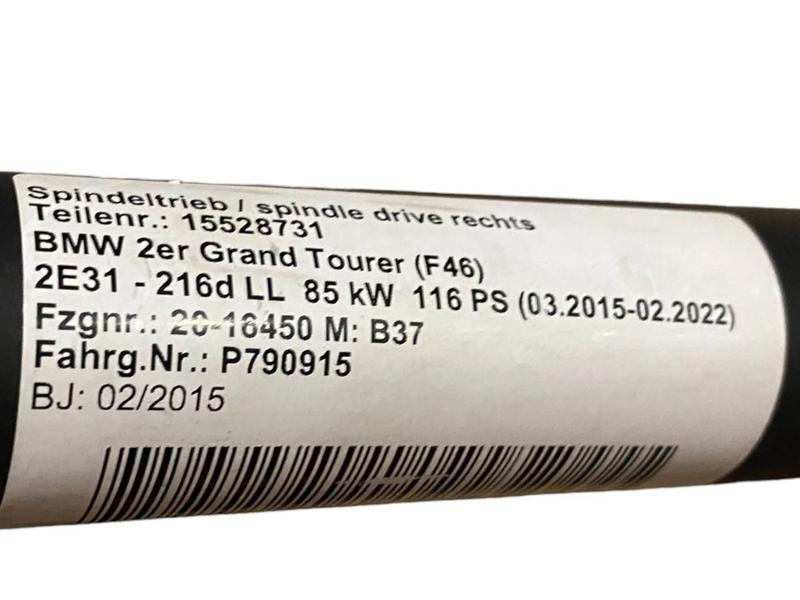 Spindeltrieb / spindle drive rechts
Teilenr.: 15528731
BMW 2er Grand Tourer (F46)
2E31 - 216d LL 85 kW 116 PS (03.2015-02.2022)
Fzgnr.: 20-16450 M: B37
Fahrg.Nr.: P790915
BJ: 02/2015